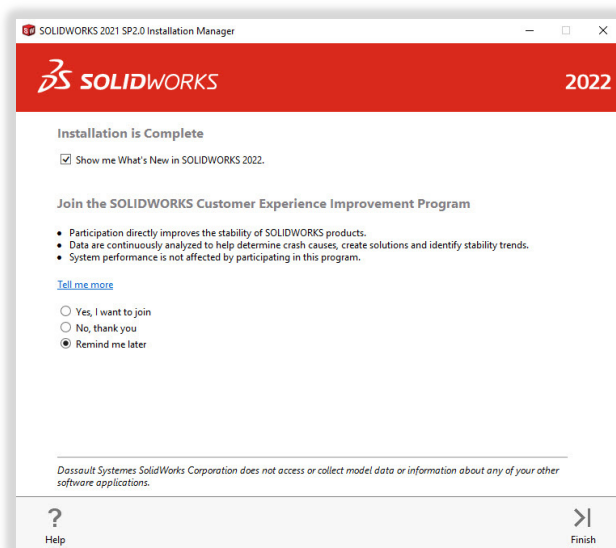 SOLIDWORKS 2021 SP2.0 Installation Manager
SOLIDWORKS
2022
Installation is Complete
Show me What's New in SOLIDWORKS 2022.
Join the SOLIDWORKS Customer Experience Improvement Program
• Participation directly improves the stability of SOLIDWORKS products.
• Data are continuously analyzed to help determine crash causes, create solutions and identify stability trends.
• System performance is not affected by participating in this program.
Tell me more
Yes, I want to join
No, thank you
Remind me later
Dassault Systemes SolidWorks Corporation does not access or collect model data or information about any of your other
software applications.
?
Help
Finish